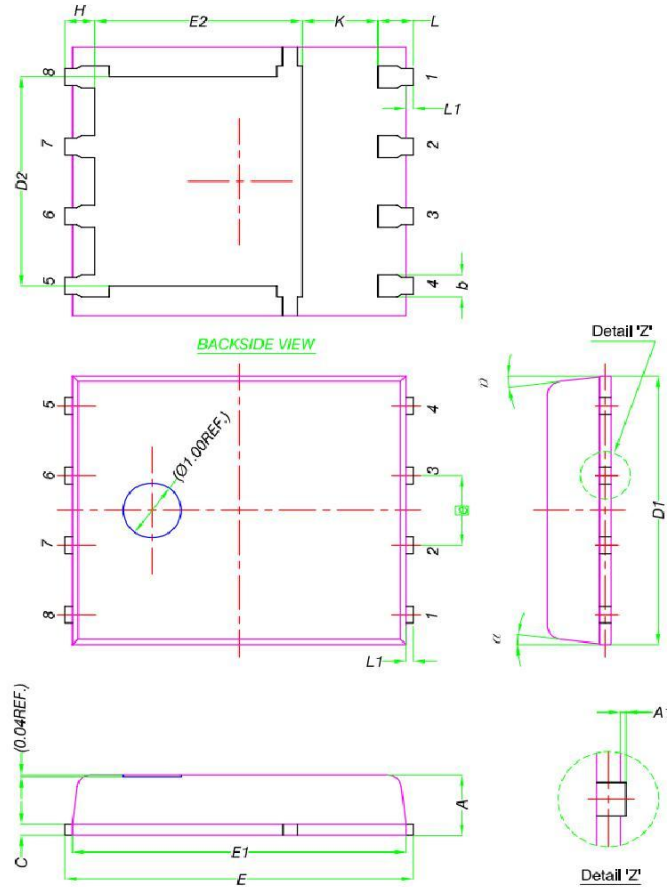 H E2 K L
8 1
L1
7 2
D2
6 3
5 4
b
BACKSIDE VIEW
Detail 'Z'
5 4
α
(Ø1.00REF.)
6 3
e
D1
7 2
8 1
α
L1
(0.04REF.)
A
A1
C
E1
E
Detail 'Z'